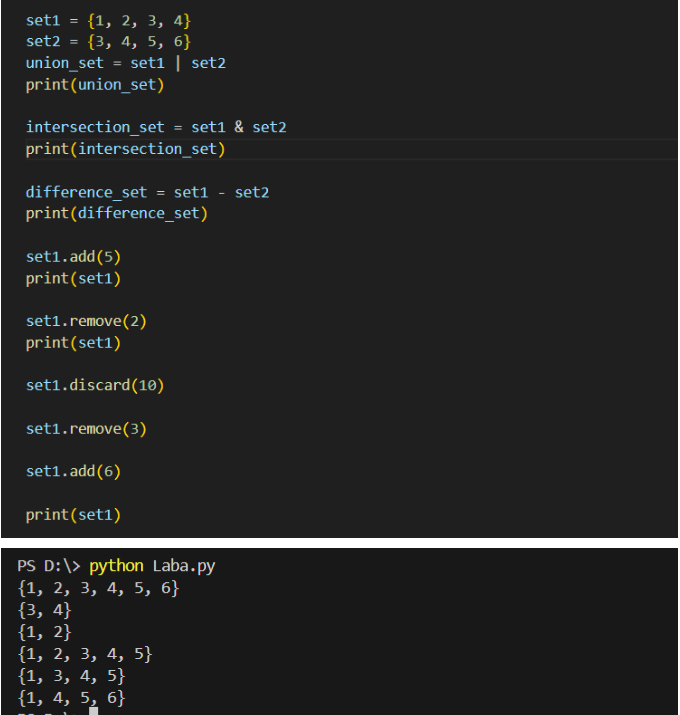 set1 = {1, 2, 3, 4}
set2 = {3, 4, 5, 6}
union_set = set1 | set2
print(union_set)
intersection_set = set1 & set2
print(intersection_set)
difference_set = set1 - set2
print(difference_set)
set1.add(5)
print(set1)
set1.remove(2)
print(set1)
set1.discard(10)
set1.remove(3)
set1.add(6)
print(set1)
PS D:\> python Laba.py
{1, 2, 3, 4, 5, 6}
{3, 4}
{1, 2}
{1, 2, 3, 4, 5}
{1, 3, 4, 5}
{1, 4, 5, 6}